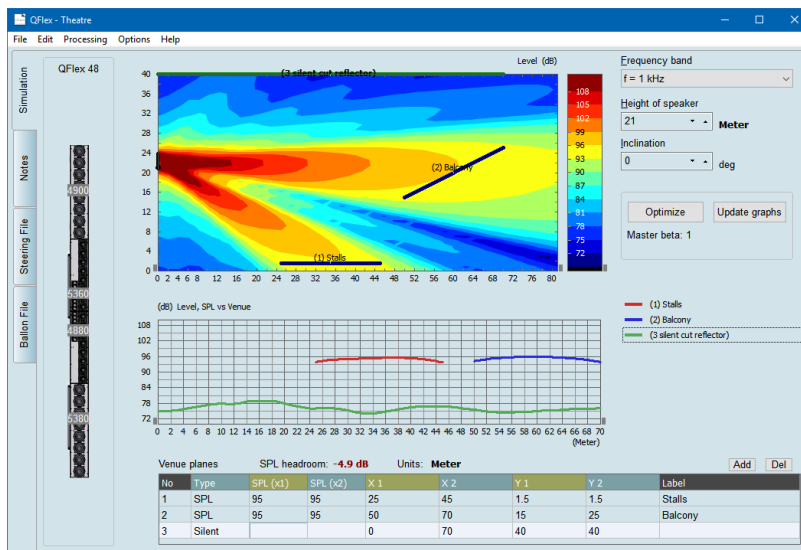 QFlex - Theatre
File Edit Processing Options Help
Simulation
Notes
Steering File
Ballon File
QFlex 48
4900
5360
4880
5380
Level (dB)
(3 silent cut reflector)
(2) Balcony
(1) Stalls
40
36
32
28
24
20
16
12
8
4
0
0 2 4 6 8 12 16 20 24 28 32 36 40 44 48 52 56 60 64 68 72 76 80
108
105
102
99
96
93
90
87
84
81
78
75
72
Frequency band
f = 1 kHz
Height of speaker
21 Meter
Inclination
0 deg
Optimize Update graphs
Master beta: 1
(dB) Level, SPL vs Venue
108
102
96
90
84
78
72
0 2 4 6 8 10 12 14 16 18 20 22 24 26 28 30 32 34 36 38 40 42 44 46 48 50 52 54 56 58 60 62 64 66 68 70
(Meter)
(1) Stalls
(2) Balcony
(3 silent cut reflector)
Venue planes SPL headroom: -4.9 dB Units: Meter Add Del
No Type SPL (x1) SPL (x2) X 1 X 2 Y 1 Y 2 Label
1 SPL 95 95 25 45 1.5 1.5 Stalls
2 SPL 95 95 50 70 15 25 Balcony
3 Silent 0 70 40 40